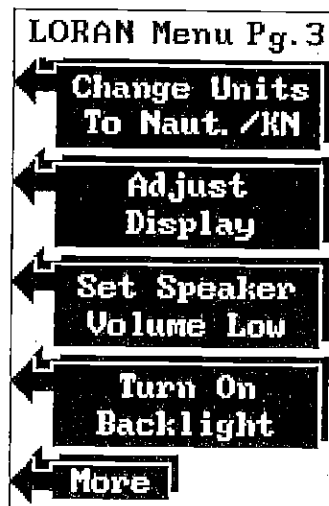 LORAN Menu Pg.3
Change Units
To Naut./KN
Adjust
Display
Set Speaker
Volume Low
Turn On
Backlight
More